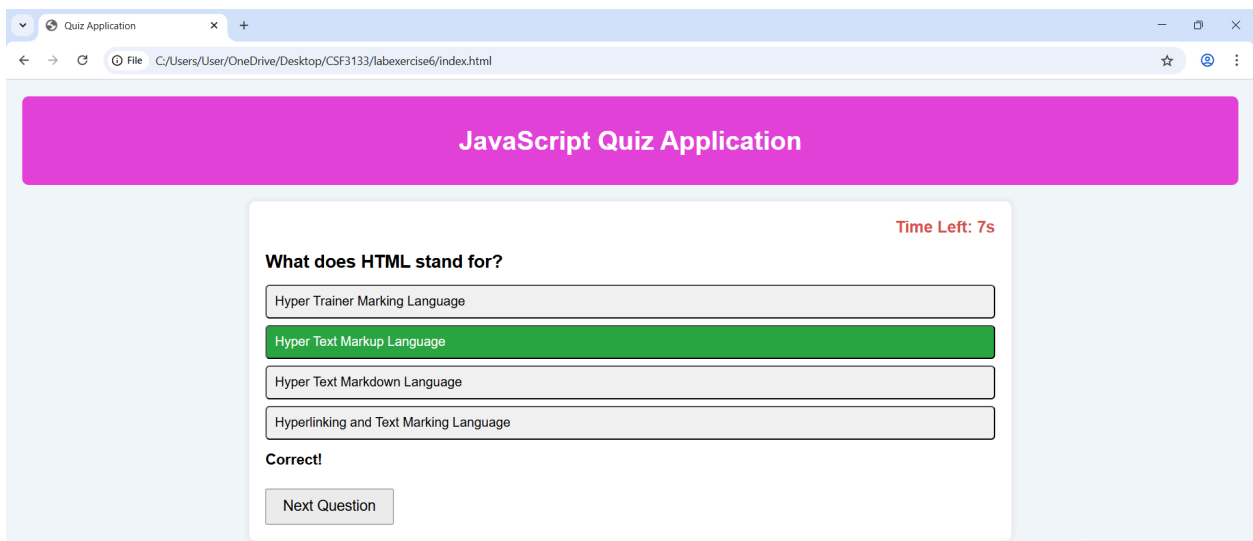 Quiz Application
File C:/Users/User/OneDrive/Desktop/CSF3133/labexercise6/index.html
JavaScript Quiz Application
Time Left: 7s
What does HTML stand for?
Hyper Trainer Marking Language
Hyper Text Markup Language
Hyper Text Markdown Language
Hyperlinking and Text Marking Language
Correct!
Next Question